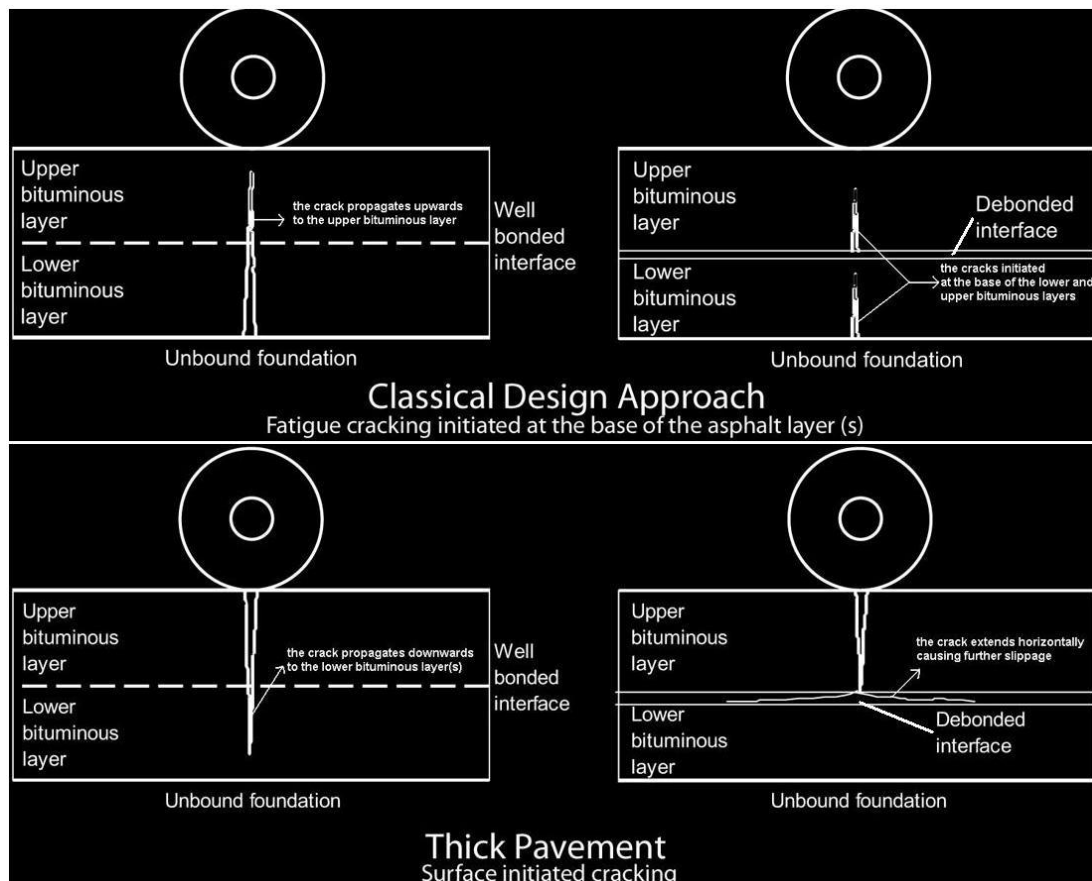 Upper
bituminous
layer
the crack propagates upwards
to the upper bituminous layer
Lower
bituminous
layer
Well
bonded
interface
Unbound foundation
Upper
bituminous
layer
Debonded
interface
Lower
bituminous
layer
the cracks initiated
at the base of the lower and
upper bituminous layers
Unbound foundation
Classical Design Approach
Fatigue cracking initiated at the base of the asphalt layer (s)
Upper
bituminous
layer
the crack propagates downwards
to the lower bituminous layer(s)
Lower
bituminous
layer
Well
bonded
interface
Unbound foundation
Upper
bituminous
layer
the crack extends horizontally
causing further slippage
Lower
bituminous
layer
Debonded
interface
Unbound foundation
Thick Pavement
Surface initiated cracking